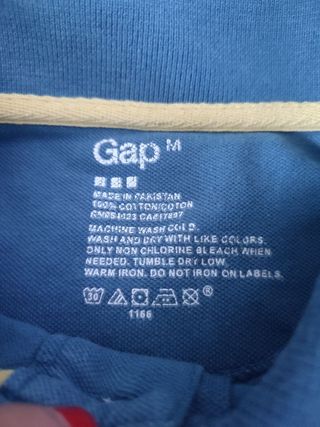 Gap M
MADE IN PAKISTAN
100% COTTON/COTON
MACHINE WASH COLD.
WASH AND DRY WITH LIKE COLORS.
ONLY NON CHLORINE BLEACH WHEN
NEEDED. TUMBLE DRY LOW.
WARM IRON. DO NOT IRON ON LABELS.
30 ®
1166